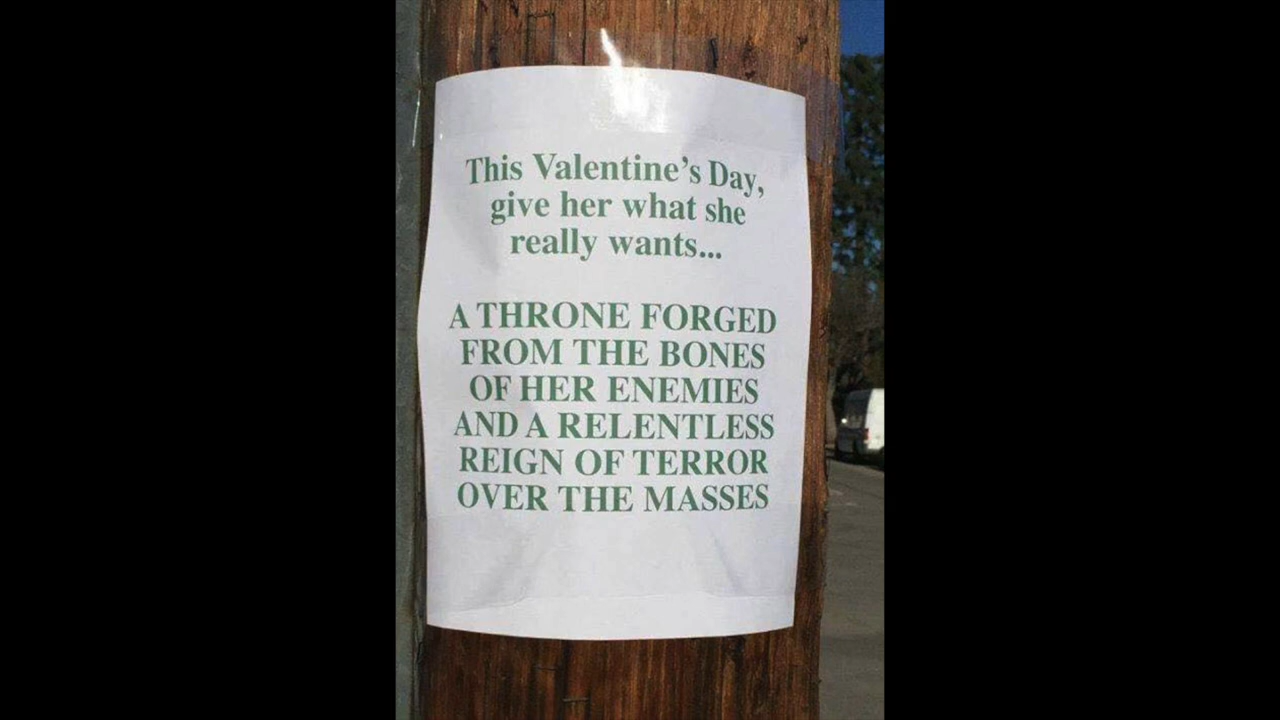 This Valentine's Day,
give her what she
really wants...
A THRONE FORGED
FROM THE BONES
OF HER ENEMIES
AND A RELENTLESS
REIGN OF TERROR
OVER THE MASSES